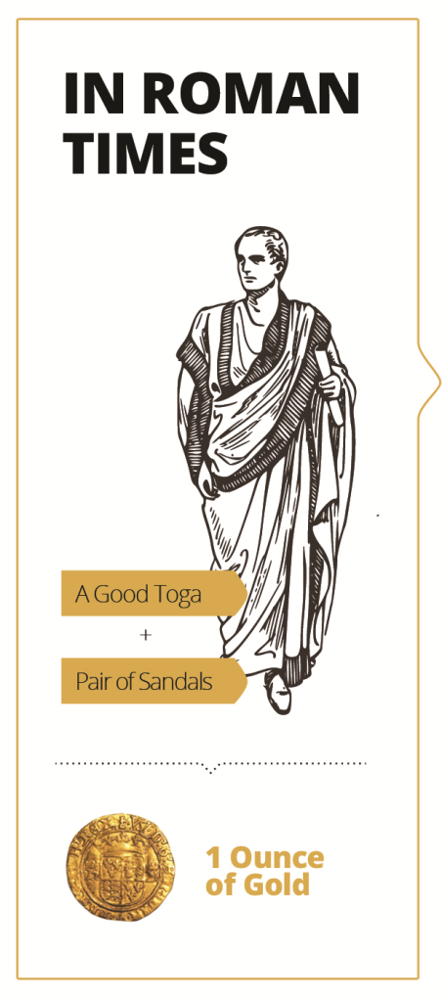 IN ROMAN
TIMES
A Good Toga
+
Pair of Sandals
1 Ounce
of Gold